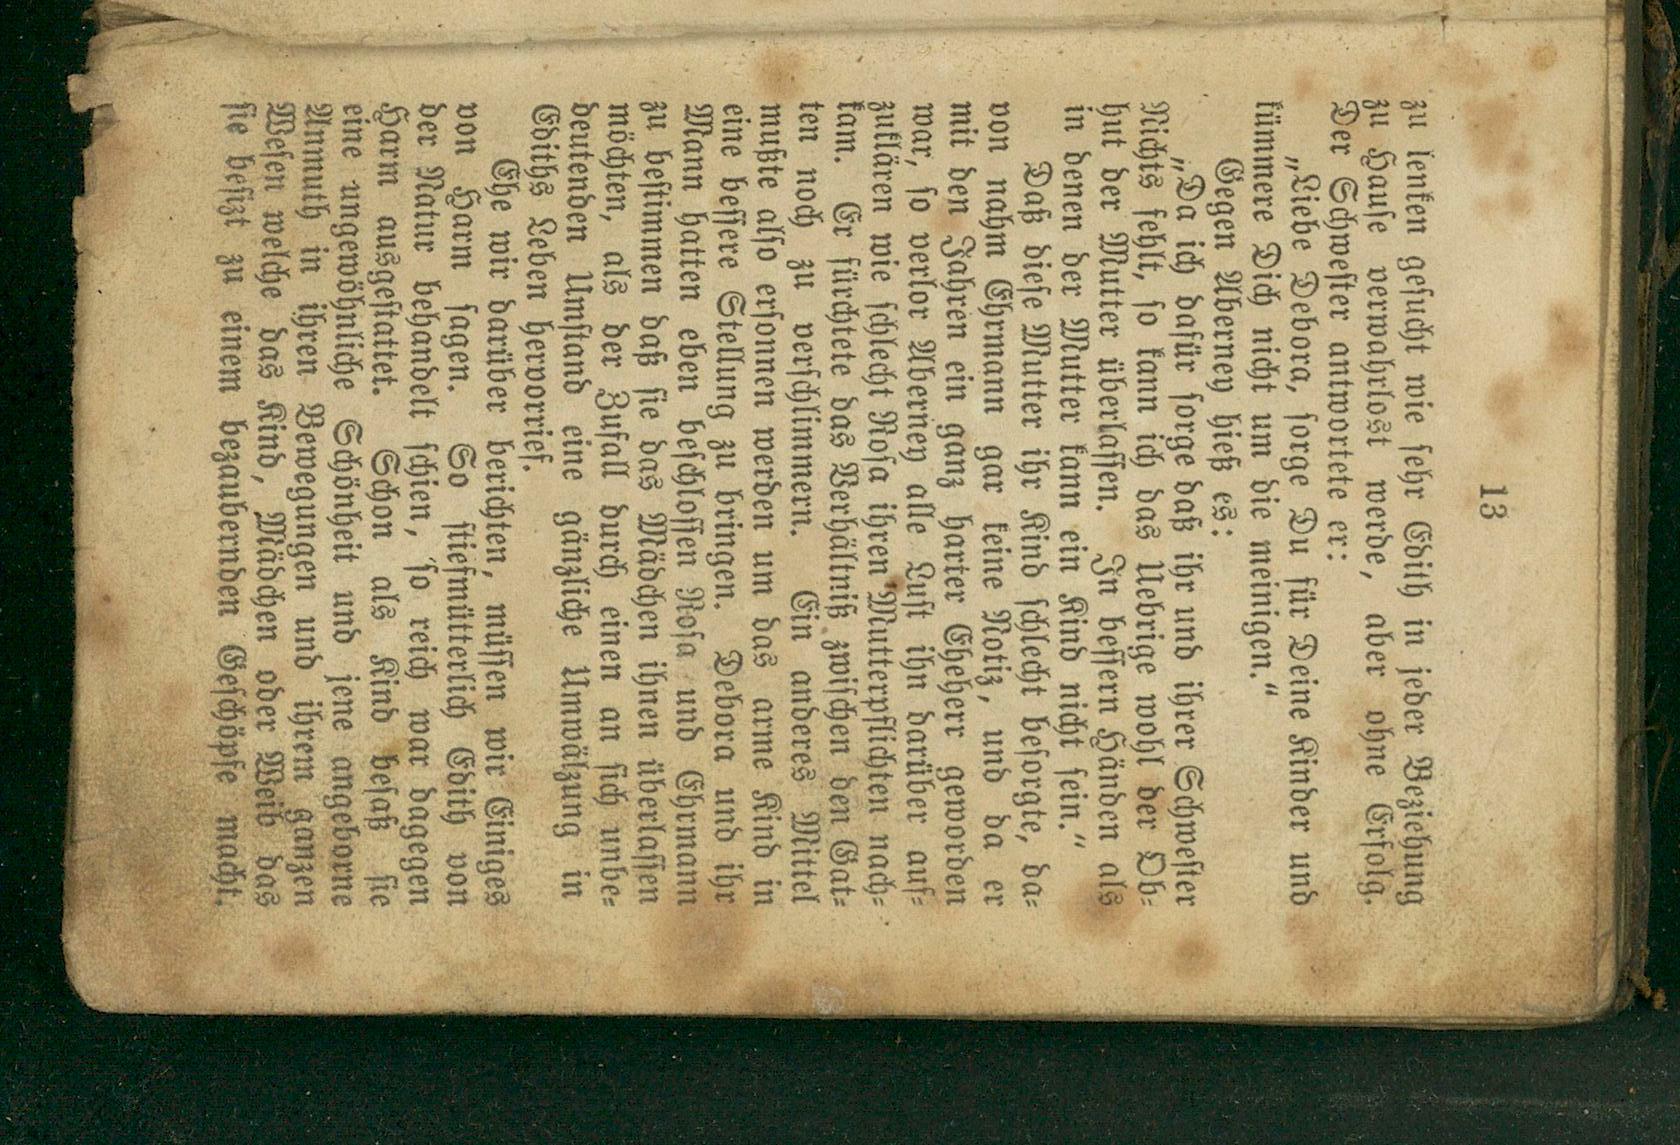 13
zu lenken gesucht wie sehr Edith in jeder Beziehung
zu Hause verwahrlost werde, aber ohne Erfolg.
Der Schwester antwortete er:
„Liebe Debora, sorge Du für Deine Kinder und
kümmere Dich nicht um die meinigen.“
Gegen Alberney hieß es:
„Da ich dafür sorge daß ihr und ihrer Schwester
Nichts fehlt, so kann ich das Uebrige wohl der Ob-
hut der Mutter überlassen. In bessern Händen als
in denen der Mutter kann ein Kind nicht sein.“
Daß diese Mutter ihr Kind schlecht besorgte, da-
von nahm Ehrmann gar keine Notiz, und da er
mit den Jahren ein ganz harter Eheherr geworden
war, so verlor Alberney alle Lust ihn darüber auf-
zuklären wie schlecht Rosa ihren Mutterpflichten nach-
kam. Er fürchtete das Verhältniß zwischen den Gat-
ten noch zu verschlimmern. Ein anderes Mittel
mußte also ersonnen werden um das arme Kind in
eine bessere Stellung zu bringen. Debora und ihr
Mann hatten eben beschlossen Rosa und Ehrmann
zu bestimmen daß sie das Mädchen ihnen überlassen
möchten, als der Zufall durch einen an sich unbe-
deutenden Umstand eine gänzliche Umwälzung in
Ediths Leben hervorrief.
Ehe wir darüber berichten, müssen wir Einiges
von Harm sagen. So stiefmütterlich Edith von
der Natur behandelt schien, so reich war dagegen
Harm ausgestattet. Schon als Kind besaß sie
eine ungewöhnliche Schönheit und jene angeborne
Anmuth in ihren Bewegungen und ihrem ganzen
Wesen welche das Kind, Mädchen oder Weib das
sie besizt zu einem bezaubernden Geschöpfe macht.